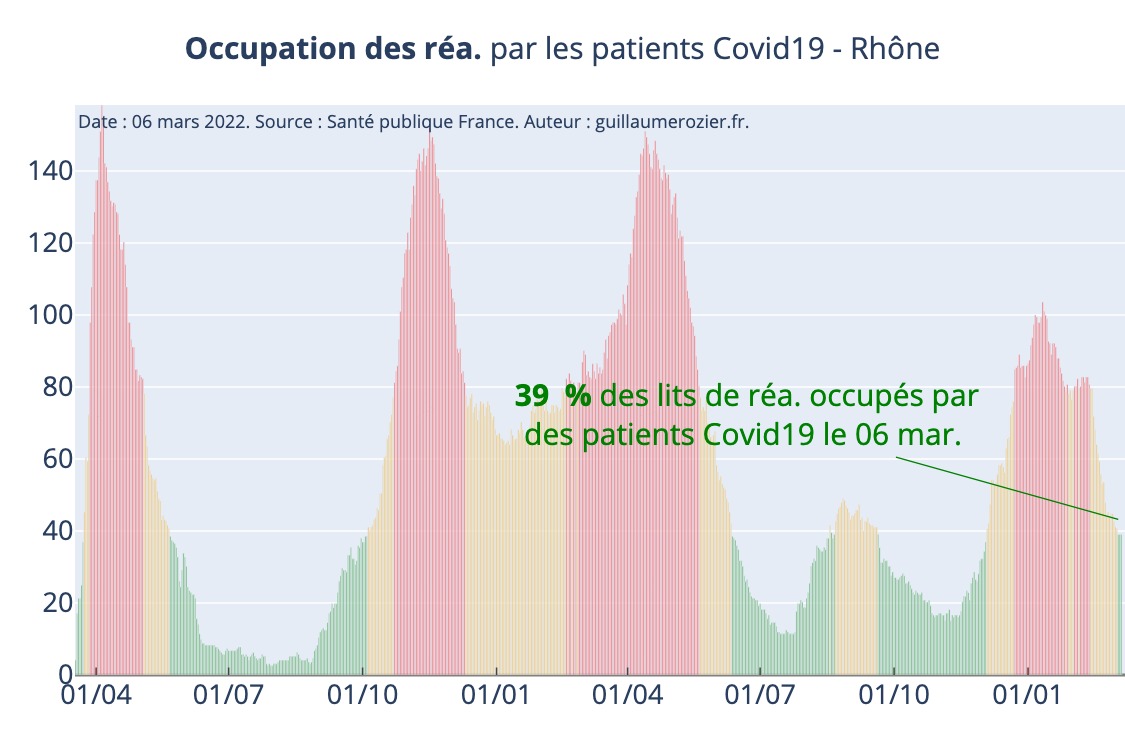 Occupation des réa. par les patients Covid19 - Rhône
Date : 06 mars 2022. Source : Santé publique France. Auteur : guillaumerozier.fr.
140
120
100
80
39 % des lits de réa. occupés par
des patients Covid19 le 06 mar.
60
40
20
0
01/04 01/07 01/10 01/01 01/04 01/07 01/10 01/01